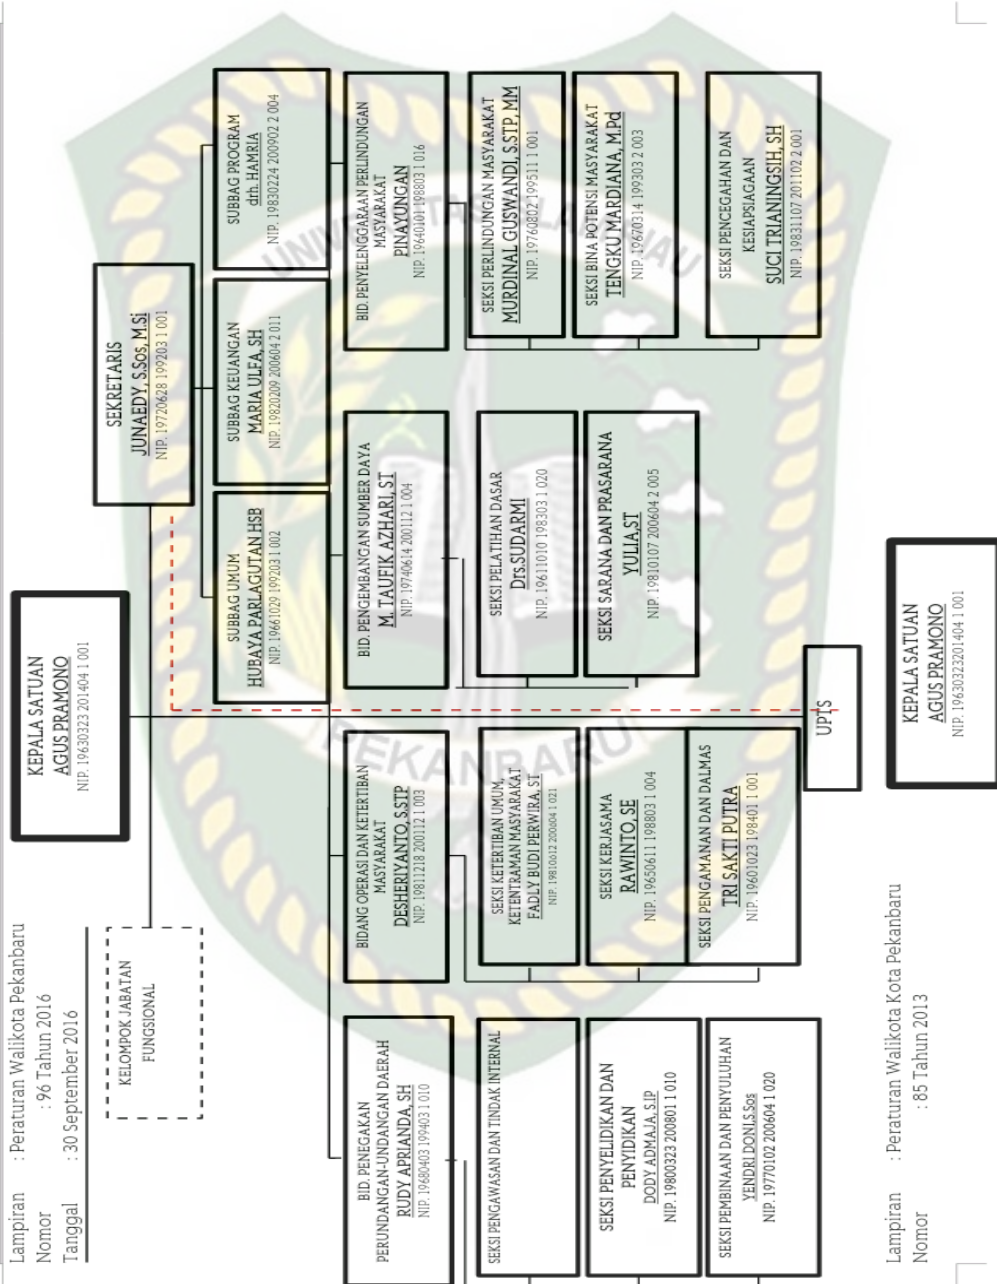 Lampiran : Peraturan Walikota Pekanbaru
Nomor : 96 Tahun 2016
Tanggal : 30 September 2016
KEPALA SATUAN
AGUS PRAMONO
NIP. 19630323 201404 1 001
KELOMPOK JABATAN
FUNGSIONAL
SEKRETARIS
JUNAEDY, S.Sos, M.Si
NIP. 19720628 199203 1 001
SUBBAG UMUM
HUBAYA PARLAGUTAN HSB
NIP. 19661029 199203 1 002
SUBBAG KEUANGAN
MARIA ULFA, SH
NIP. 19820209 200604 2 011
SUBBAG PROGRAM
drh. HAMRIA
NIP. 19830224 200902 2 004
BID. PENEGAKAN
PERUNDANGAN-UNDANGAN DAERAH
RUDY APRIANDA, SH
NIP. 19680403 199403 1 010
BIDANG OPERASI DAN KETERTIBAN
MASYARAKAT
DESHERIYANTO, S.STP
NIP. 19811218 200112 1 003
BID. PENGEMBANGAN SUMBER DAYA
M. TAUFIK AZHARI, ST
NIP. 19740614 200112 1 004
BID. PENYELENGGARAAN PERLINDUNGAN
MASYARAKAT
PINAYUNGAN
NIP. 19640101 198803 1 016
SEKSI PENGAWASAN DAN TINDAK INTERNAL
SEKSI KETERTIBAN UMUM,
KETENTRAMAN MASYARAKAT
FADLY BUDI PERWIRA, ST
NIP. 19810612 200604 1 021
SEKSI PELATIHAN DASAR
Drs.SUDARMI
NIP. 19611010 198303 1 020
SEKSI PERLINDUNGAN MASYARAKAT
MURDINAL GUSWANDI, S.STP, MM
NIP. 19760802 199511 1 001
SEKSI PENYELIDIKAN DAN
PENYIDIKAN
DODY ADMAJA, S.IP
NIP. 19800323 200801 1 010
SEKSI KERJASAMA
RAWINTO, SE
NIP. 19650611 198803 1 004
SEKSI SARANA DAN PRASARANA
YULIA,ST
NIP. 19810107 200604 2 005
SEKSI BINA POTENSI MASYARAKAT
TENGKU MARDIANA, M.Pd
NIP. 19670314 199303 2 003
SEKSI PEMBINAAN DAN PENYULUHAN
YENDRI DONI,S.Sos
NIP. 19770102 200604 1 020
SEKSI PENGAMANAN DAN DALMAS
TRI SAKTI PUTRA
NIP. 19601023 198401 1 001
SEKSI PENCEGAHAN DAN
KESIAPSIAGAAN
SUCI TRIANINGSIH, SH
NIP. 19831107 201102 2 001
UPTS
Lampiran : Peraturan Walikota Kota Pekanbaru
Nomor : 85 Tahun 2013
KEPALA SATUAN
AGUS PRAMONO
NIP. 19630323201404 1 001
PEKANBARU